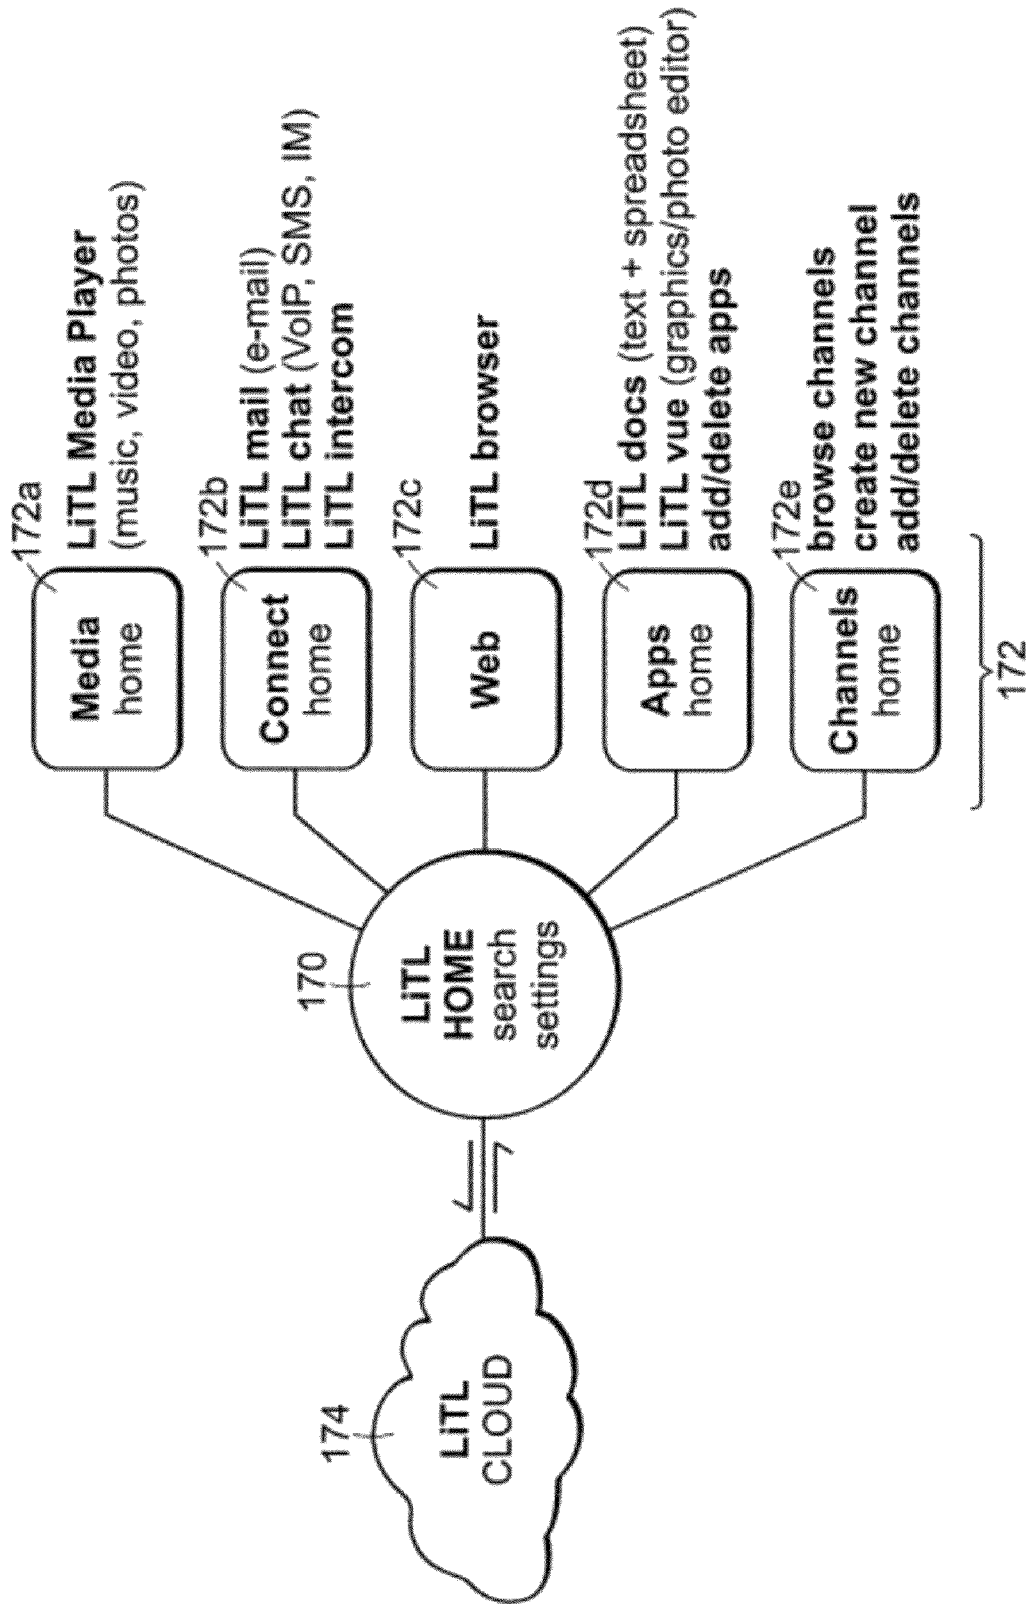 174
LiTL
CLOUD
170
LiTL
HOME
search
settings
Media
home
172a
LiTL Media Player
(music, video, photos)
Connect
home
172b
LiTL mail (e-mail)
LiTL chat (VoIP, SMS, IM)
LiTL intercom
Web
172c
LiTL browser
Apps
home
172d
LiTL docs (text + spreadsheet)
LiTL vue (graphics/photo editor)
add/delete apps
Channels
home
172e
browse channels
create new channel
add/delete channels
172